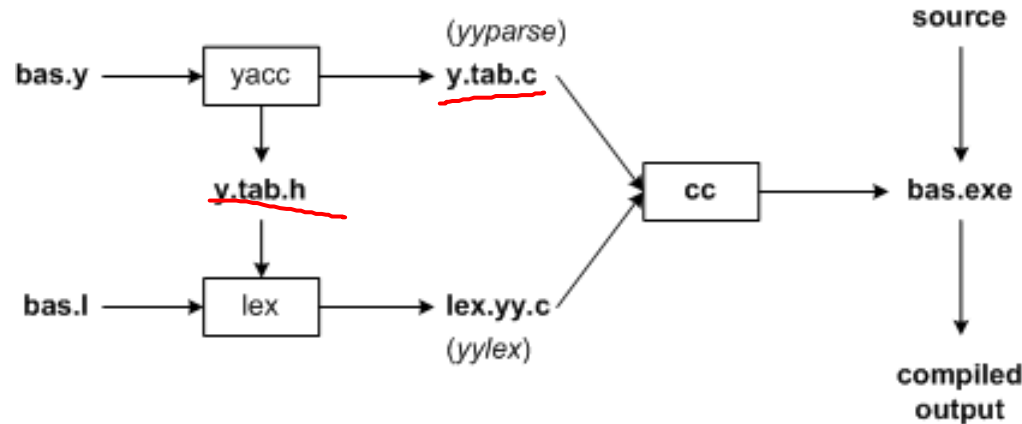 source
(yyparse)
bas.y
yacc
y.tab.c
y.tab.h
cc
bas.exe
bas.l
lex
lex.yy.c
(yylex)
compiled
output